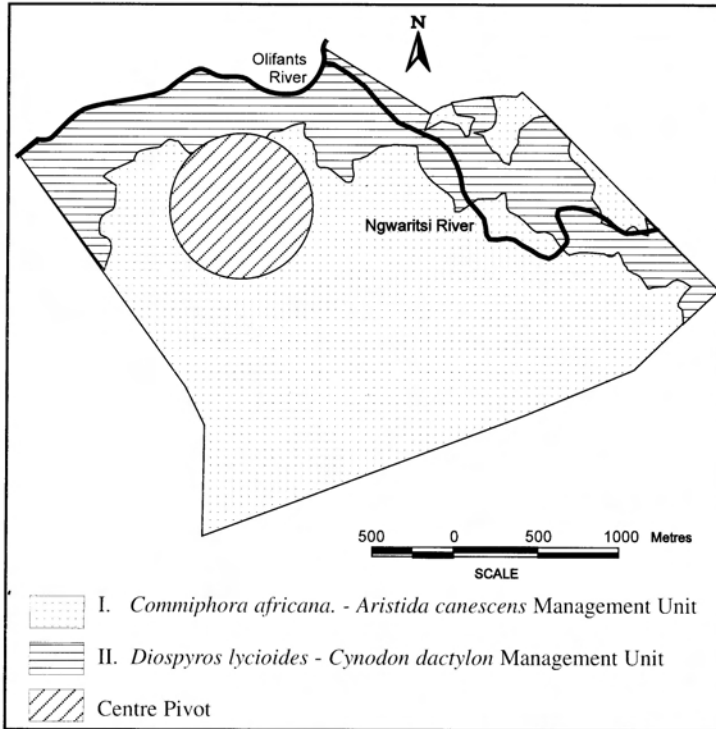 N
Olifants
River
Ngwaritsi River
500 0 500 1000 Metres
SCALE
I. Commiphora africana. - Aristida canescens Management Unit
II. Diospyros lycioides - Cynodon dactylon Management Unit
Centre Pivot